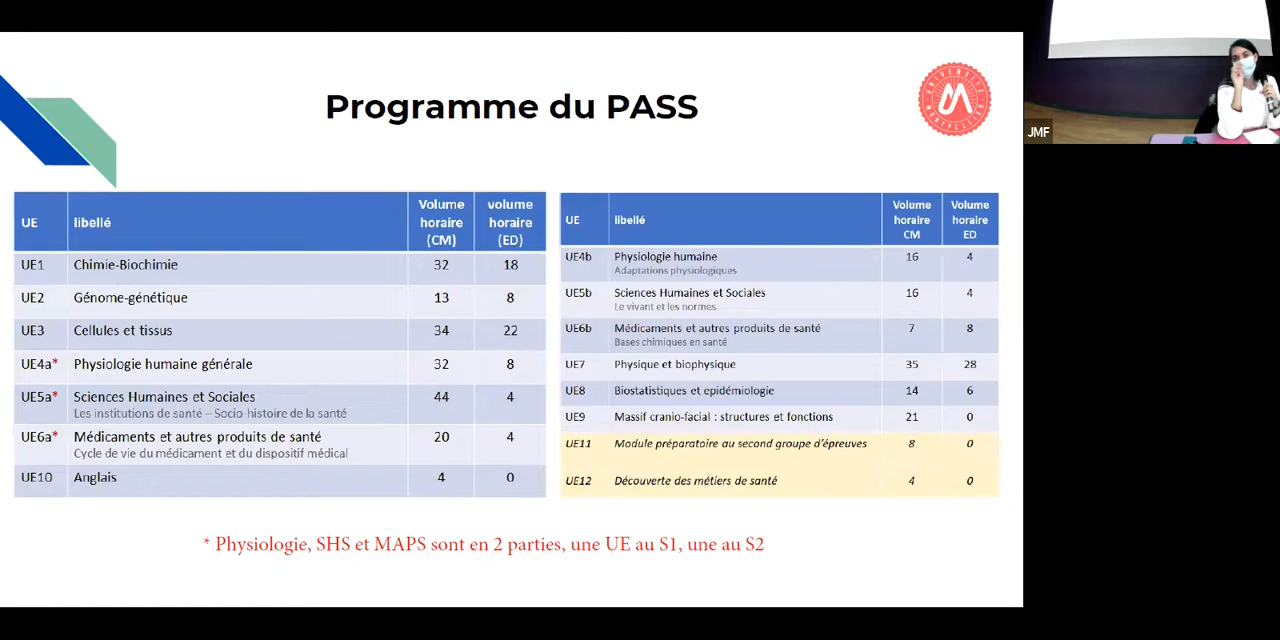 Programme du PASS
UNIVERSITÉ
MONTPELLIER
JMF
UE libellé Volume horaire (CM) volume horaire (ED)
UE1 Chimie-Biochimie 32 18
UE2 Génome-génétique 13 8
UE3 Cellules et tissus 34 22
UE4a* Physiologie humaine générale 32 8
UE5a* Sciences Humaines et Sociales 44 4
Les institutions de santé – Socio-histoire de la santé
UE6a* Médicaments et autres produits de santé 20 4
Cycle de vie du médicament et du dispositif médical
UE10 Anglais 4 0
UE libellé Volume horaire CM Volume horaire ED
UE4b Physiologie humaine 16 4
Adaptations physiologiques
UE5b Sciences Humaines et Sociales 16 4
Le vivant et les normes
UE6b Médicaments et autres produits de santé 7 8
Bases chimiques en santé
UE7 Physique et biophysique 35 28
UE8 Biostatistiques et epidémiologie 14 6
UE9 Massif cranio-facial : structures et fonctions 21 0
UE11 Module préparatoire au second groupe d'épreuves 8 0
UE12 Découverte des métiers de santé 4 0
* Physiologie, SHS et MAPS sont en 2 parties, une UE au S1, une au S2